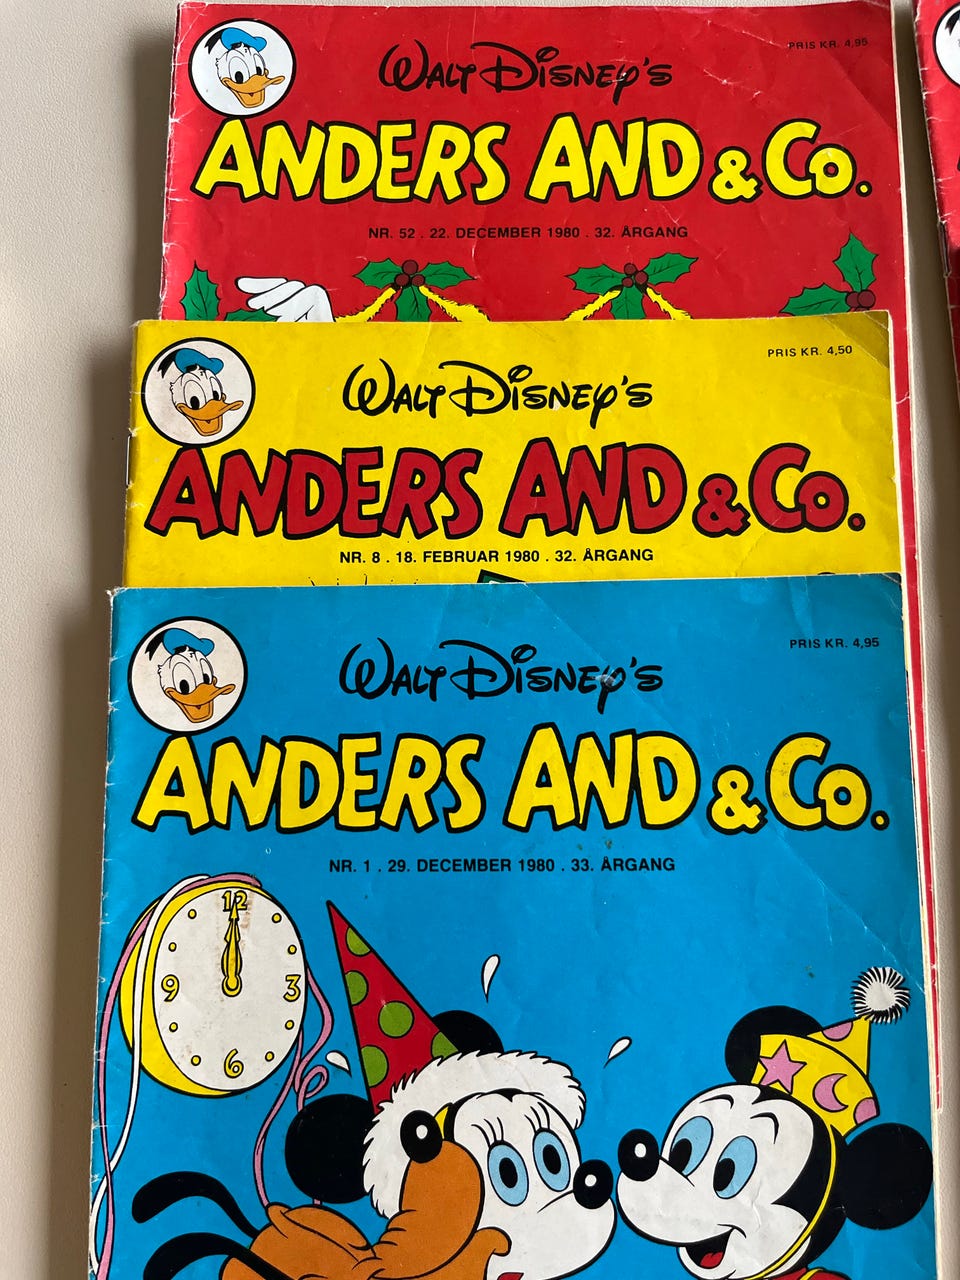 PRIS KR. 4,95
WALT DISNEY'S
ANDERS AND & Co.
NR. 52 . 22. DECEMBER 1980 . 32. ÅRGANG
PRIS KR. 4,50
WALT DISNEY'S
ANDERS AND & Co.
NR. 8 . 18. FEBRUAR 1980 . 32. ÅRGANG
PRIS KR. 4,95
WALT DISNEY'S
ANDERS AND & Co.
NR. 1 . 29. DECEMBER 1980 . 33. ÅRGANG
12
9 3
6